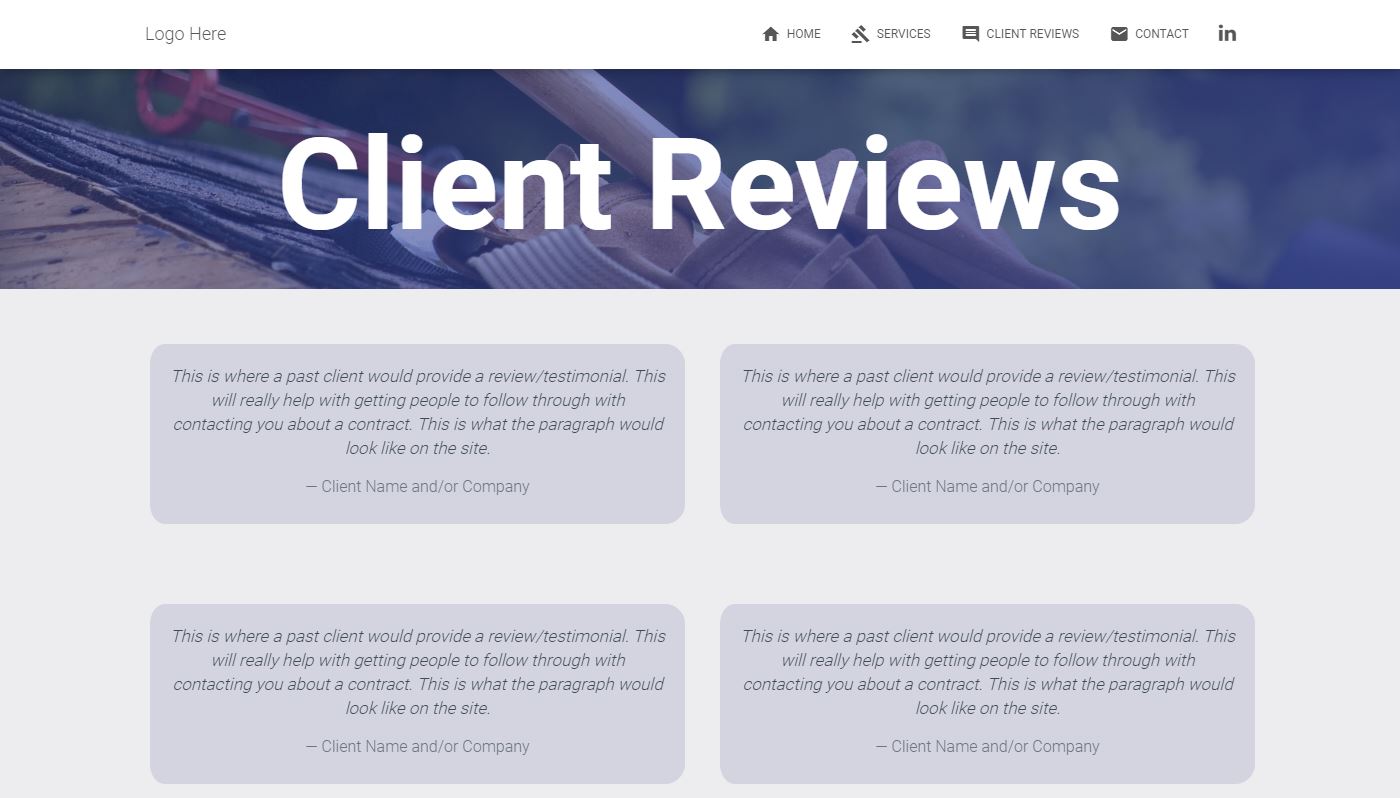 Logo Here
HOME
SERVICES
CLIENT REVIEWS
CONTACT
in
Client Reviews
This is where a past client would provide a review/testimonial. This
will really help with getting people to follow through with
contacting you about a contract. This is what the paragraph would
look like on the site.
— Client Name and/or Company
This is where a past client would provide a review/testimonial. This
will really help with getting people to follow through with
contacting you about a contract. This is what the paragraph would
look like on the site.
— Client Name and/or Company
This is where a past client would provide a review/testimonial. This
will really help with getting people to follow through with
contacting you about a contract. This is what the paragraph would
look like on the site.
— Client Name and/or Company
This is where a past client would provide a review/testimonial. This
will really help with getting people to follow through with
contacting you about a contract. This is what the paragraph would
look like on the site.
— Client Name and/or Company